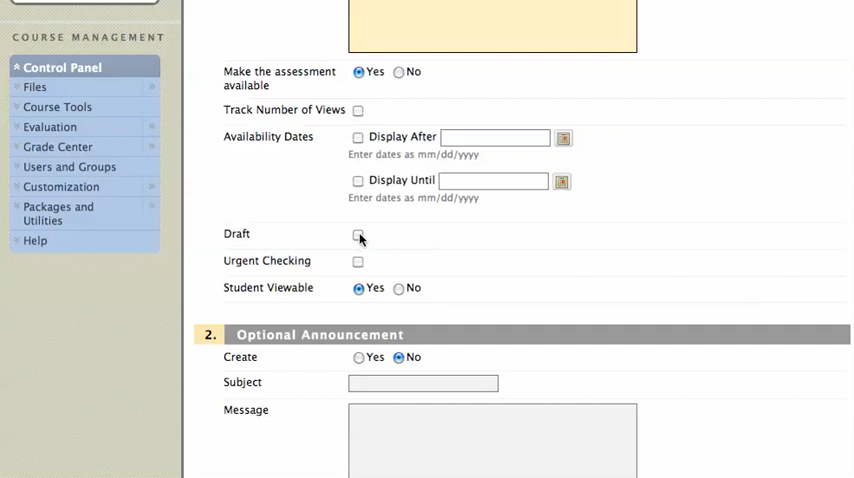 COURSE MANAGEMENT
Control Panel
Files
Course Tools
Evaluation
Grade Center
Users and Groups
Customization
Packages and
Utilities
Help
Make the assessment
available
Yes No
Track Number of Views
Availability Dates
Display After
Enter dates as mm/dd/yyyy
Display Until
Enter dates as mm/dd/yyyy
Draft
Urgent Checking
Student Viewable
Yes No
2. Optional Announcement
Create
Yes No
Subject
Message